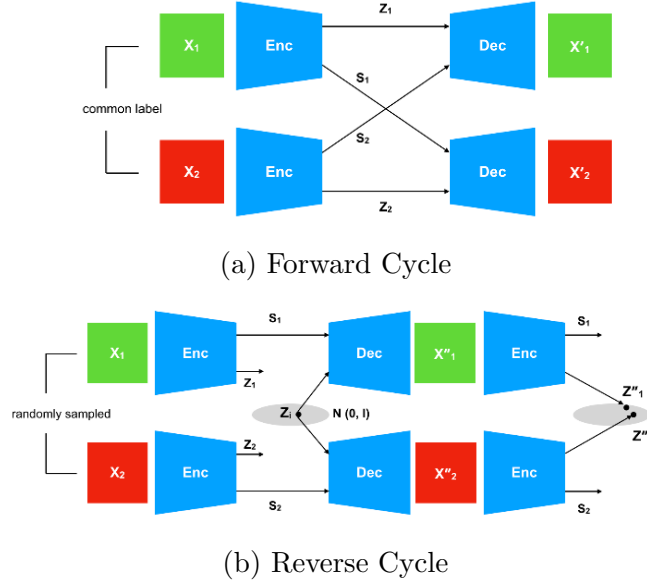 Z₁
X₁ Enc Dec X'₁
S₁
common label
S₂
X₂ Enc Dec X'₂
Z₂
(a) Forward Cycle
S₁ S₁
X₁ Enc Dec X"₁ Enc
Z₁
Z"₁
randomly sampled Zᵢ N (0, I)
Z"
Z₂
X₂ Enc Dec X"₂ Enc
S₂ S₂
(b) Reverse Cycle